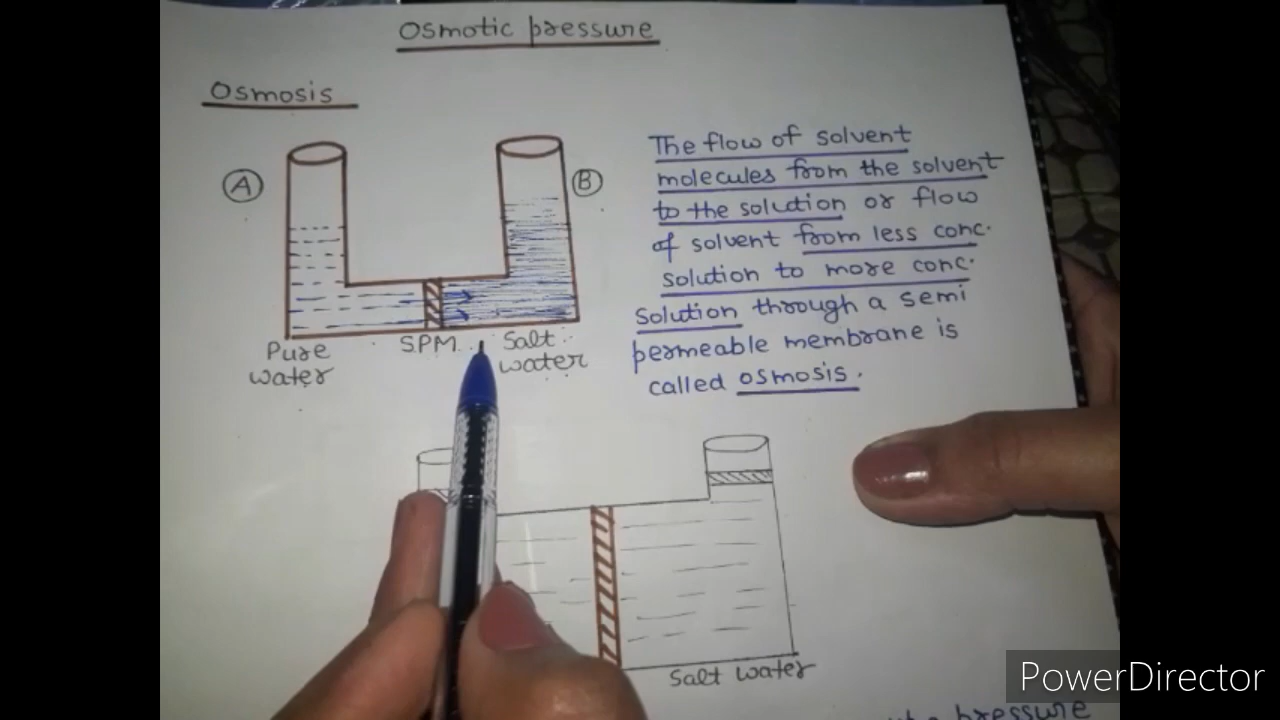 Osmotic pressure
Osmosis
A
B
Pure
water
S.P.M.
Salt
water
The flow of solvent
molecules from the solvent
to the solution or flow
of solvent from less conc.
solution to more conc.
solution through a semi
permeable membrane is
called osmosis.
Salt water
pressure
PowerDirector